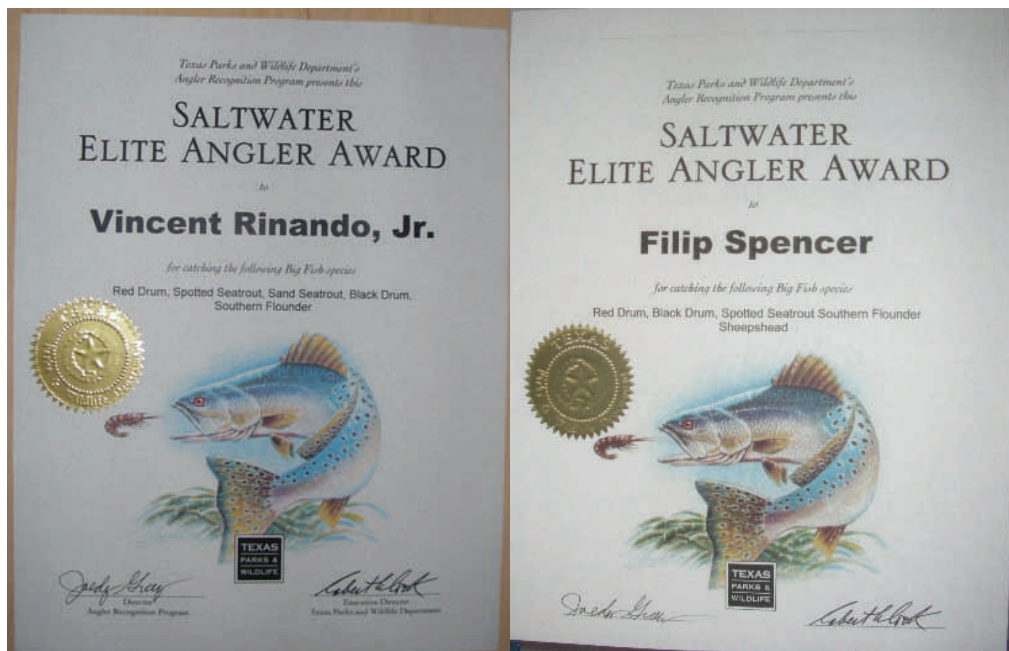 Texas Parks and Wildlife Department's
Angler Recognition Program presents this
SALTWATER
ELITE ANGLER AWARD
to
Vincent Rinando, Jr.
for catching the following Big Fish species
Red Drum, Spotted Seatrout, Sand Seatrout, Black Drum,
Southern Flounder
TEXAS
TEXAS
PARKS &
WILDLIFE
Director
Angler Recognition Program
Executive Director
Texas Parks and Wildlife Department
Texas Parks and Wildlife Department's
Angler Recognition Program presents this
SALTWATER
ELITE ANGLER AWARD
to
Filip Spencer
for catching the following Big Fish species
Red Drum, Black Drum, Spotted Seatrout Southern Flounder
Sheepshead
TEXAS
TEXAS
PARKS &
WILDLIFE